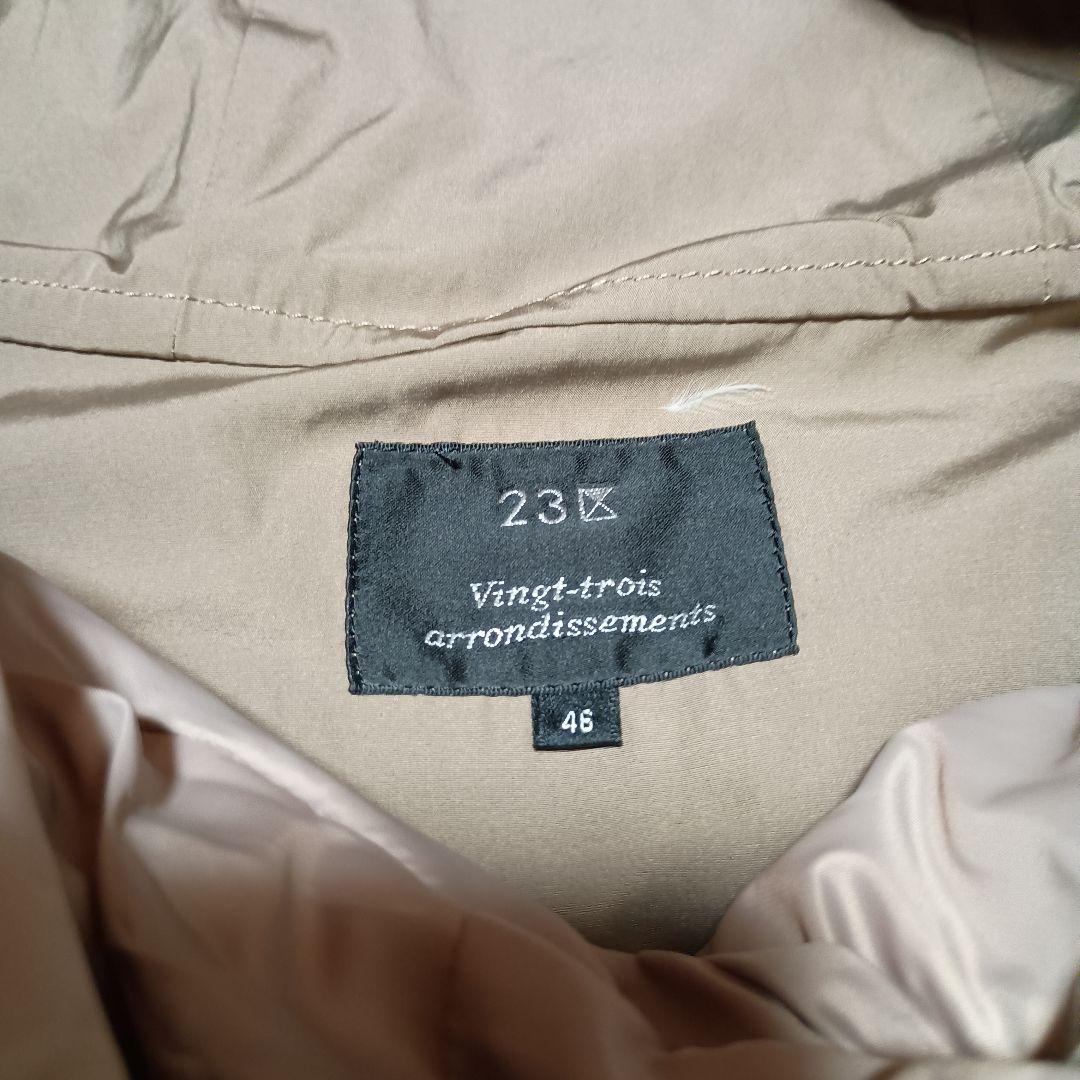 23区
Vingt-trois
arrondissements
46